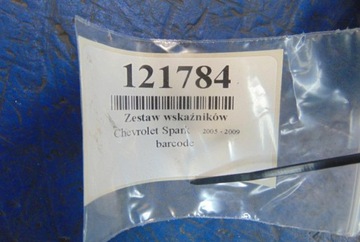 121784
Zestaw wskaźników
Chevrolet Spark 2005 - 2009
barcode